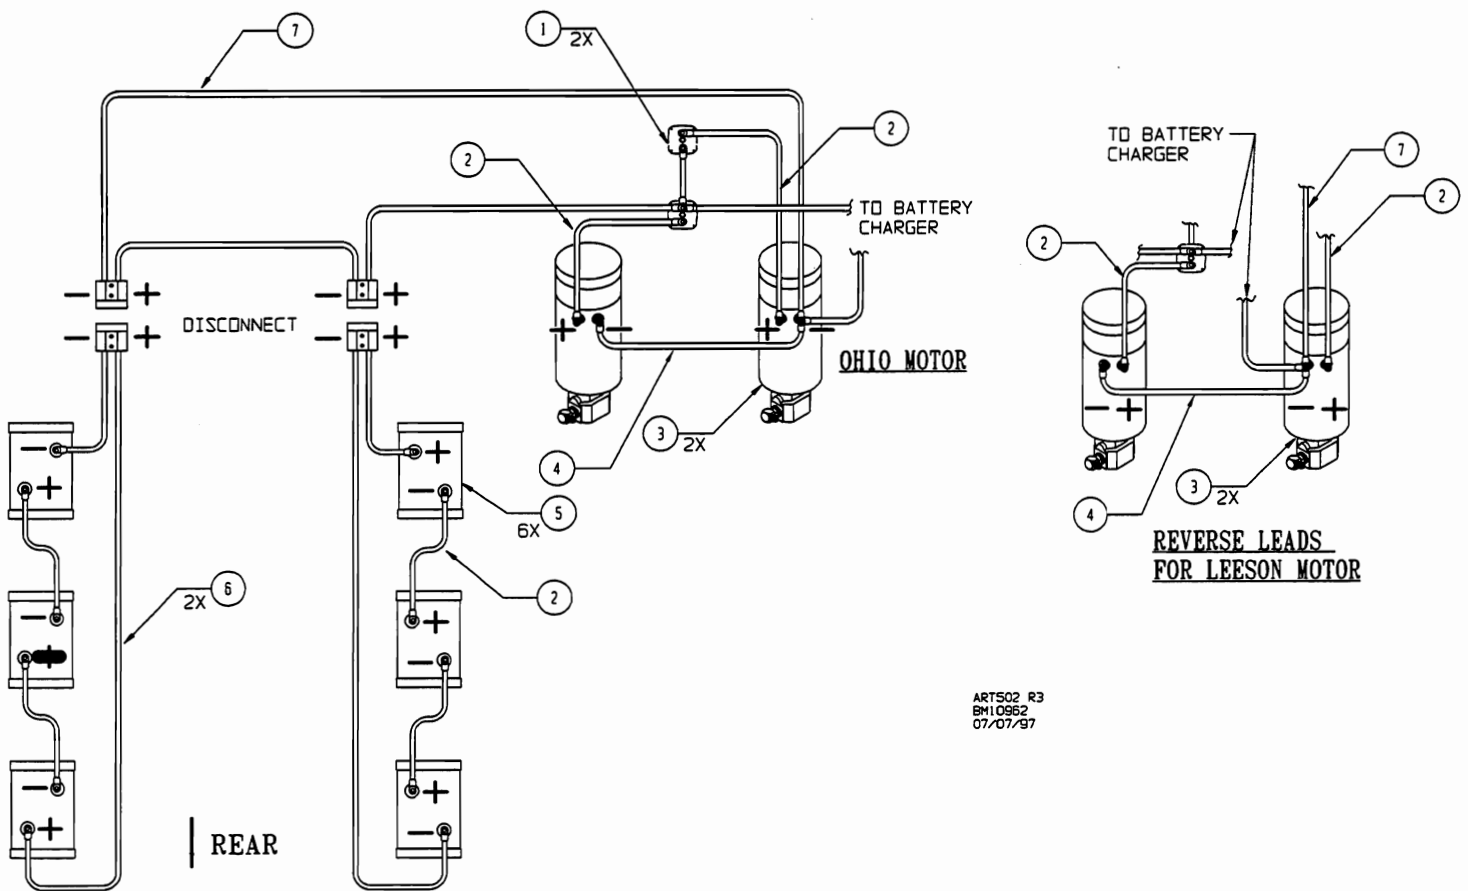 7
1
2X
2
2
TO BATTERY
CHARGER
TO BATTERY
CHARGER
7
2
2
- +
- +
DISCONNECT
- +
- +
+ -
+ -
OHIO MOTOR
3
2X
4
- +
- +
3
2X
4
REVERSE LEADS
FOR LEESON MOTOR
-
+
+
-
5
6X
2
6
2X
-
+
+
-
-
+
+
-
REAR
ART502 R3
BM10962
07/07/97